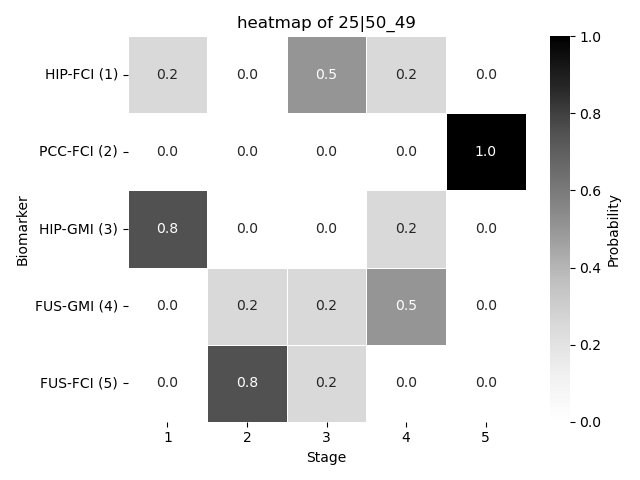 heatmap of 25|50_49
Biomarker
HIP-FCI (1) 0.2 0.0 0.5 0.2 0.0
PCC-FCI (2) 0.0 0.0 0.0 0.0 1.0
HIP-GMI (3) 0.8 0.0 0.0 0.2 0.0
FUS-GMI (4) 0.0 0.2 0.2 0.5 0.0
FUS-FCI (5) 0.0 0.8 0.2 0.0 0.0
1 2 3 4 5
Stage
1.0
0.8
0.6
0.4
0.2
0.0
Probability